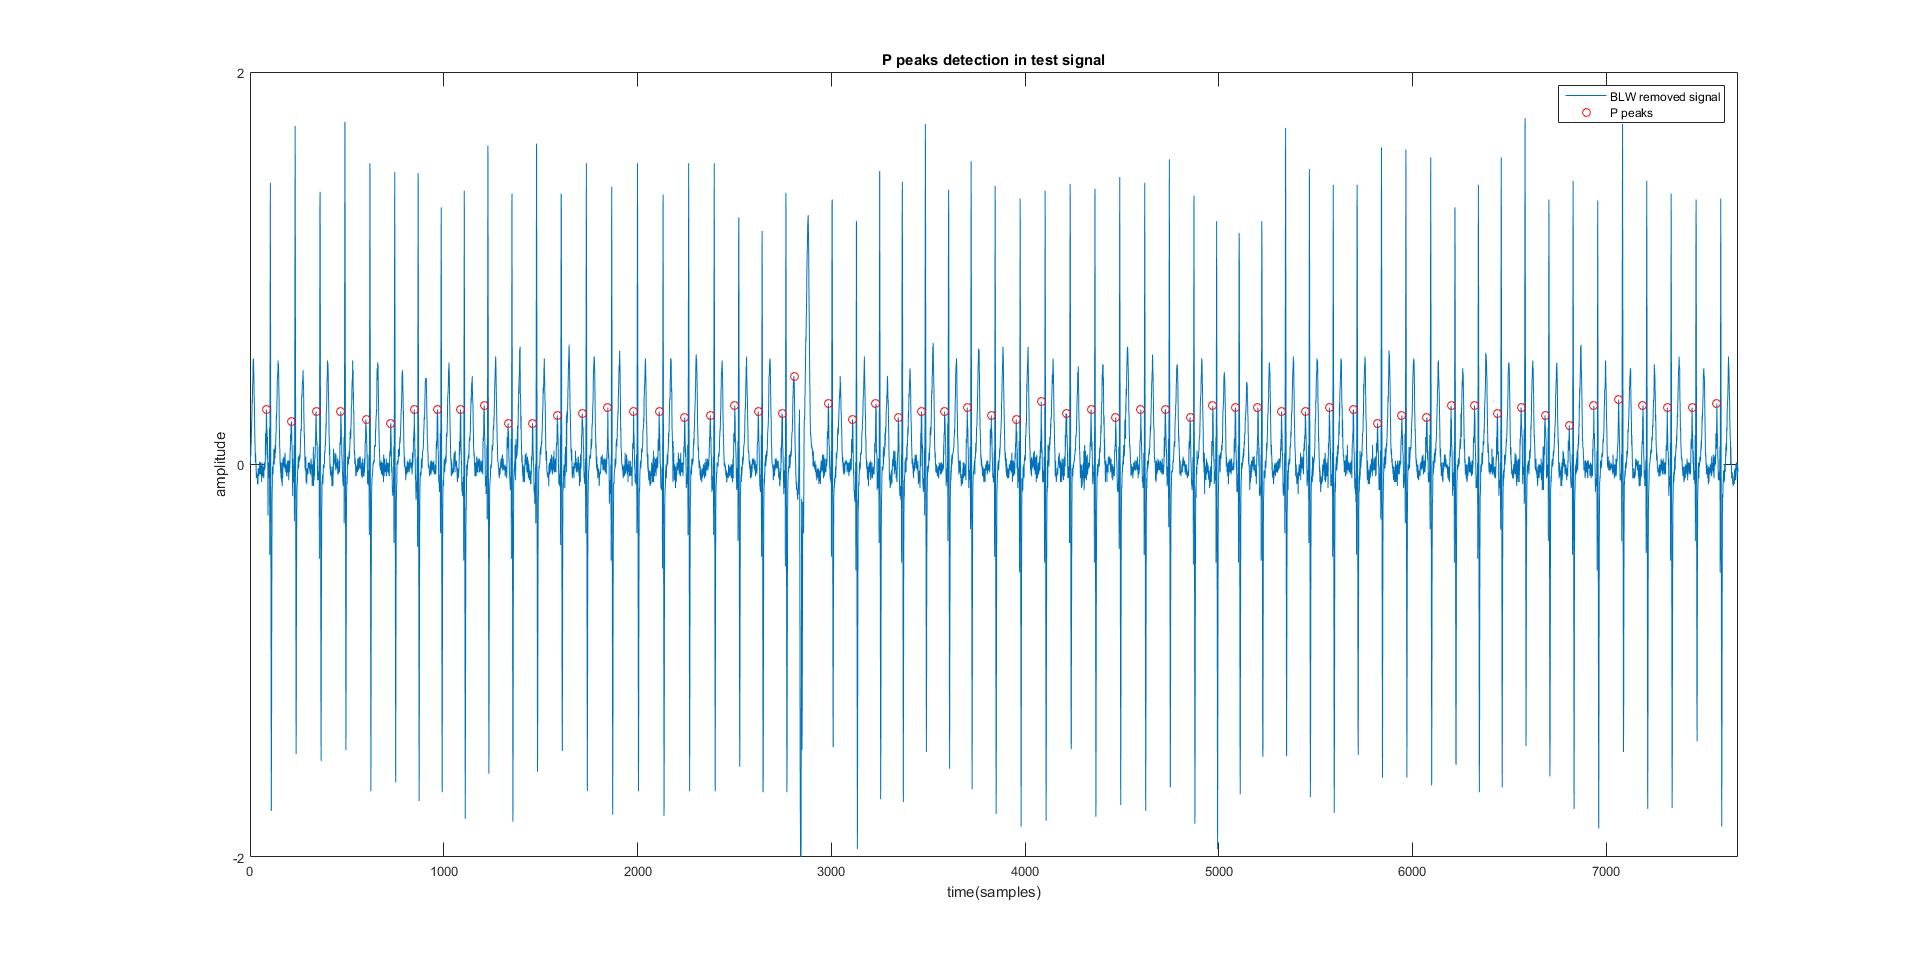 P peaks detection in test signal
2
BLW removed signal
P peaks
0
amplitude
-2
0 1000 2000 3000 4000 5000 6000 7000
time(samples)